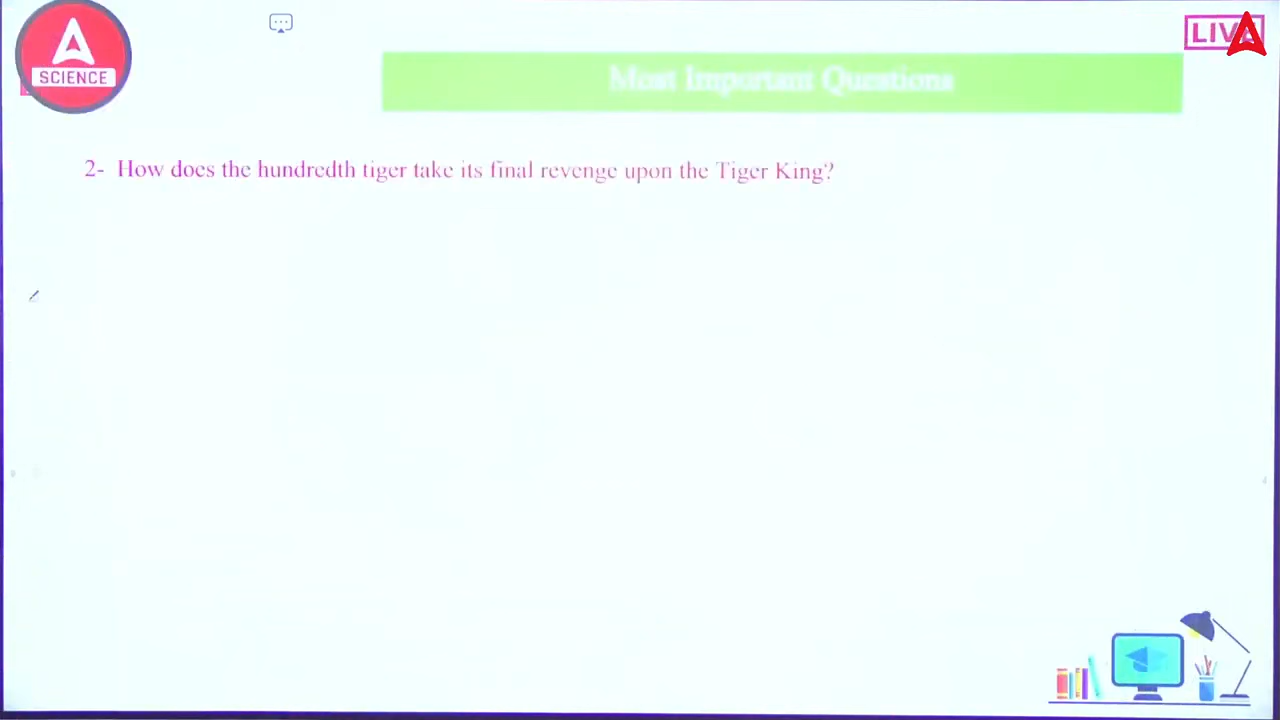 SCIENCE
LIVE
Most Important Questions
2- How does the hundredth tiger take its final revenge upon the Tiger King?